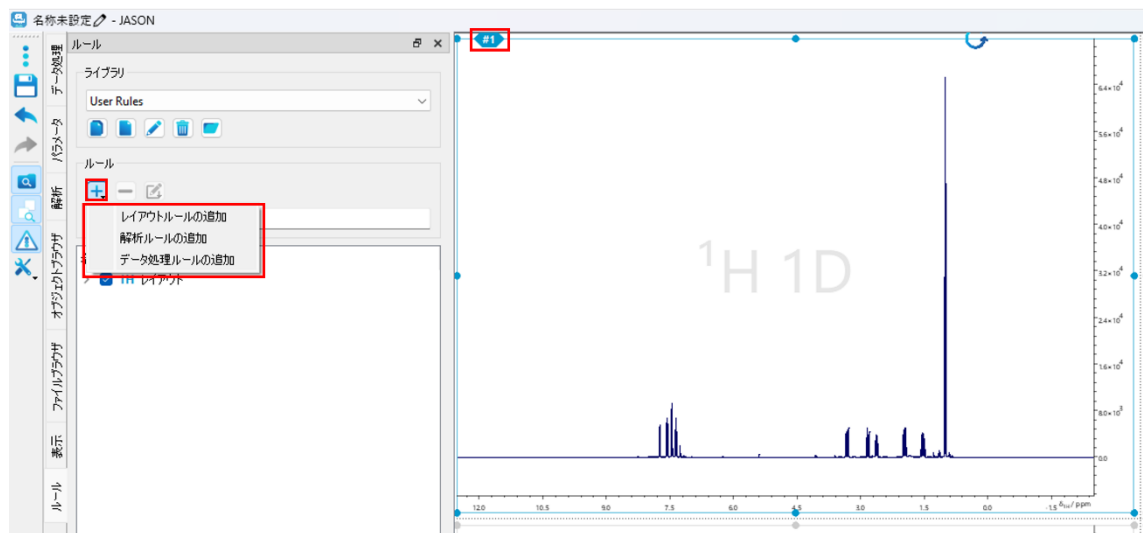 名称未設定 - JASON
データ処理
パラメータ
解析
オブジェクトブラウザ
ファイルブラウザ
表示
ルール
ルール
ライブラリ
User Rules
ルール
レイアウトルールの追加
解析ルールの追加
データ処理ルールの追加
1H レイアウト
#1
¹H 1D
6.4×10⁴
5.6×10⁴
4.8×10⁴
4.0×10⁴
3.2×10⁴
2.4×10⁴
1.6×10⁴
8.0×10³
0.0
12.0 10.5 9.0 7.5 6.0 4.5 3.0 1.5 0.0 -1.5 / ppm